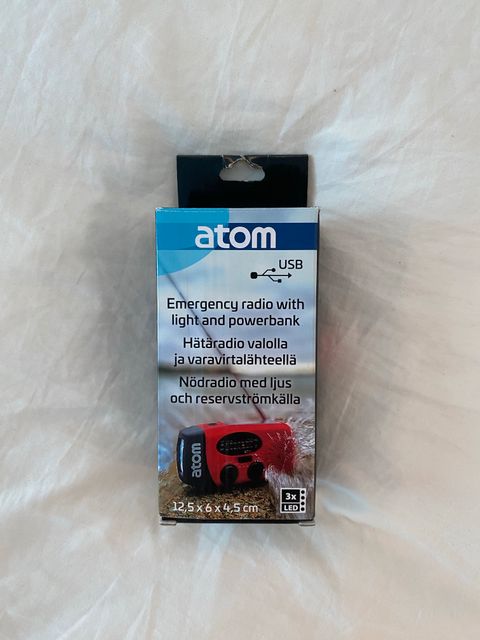 atom
USB
Emergency radio with
light and powerbank
Hätäradio valolla
ja varavirtalähteellä
Nödradio med ljus
och reservströmkälla
atom
12,5 x 6 x 4,5 cm
3x
LED